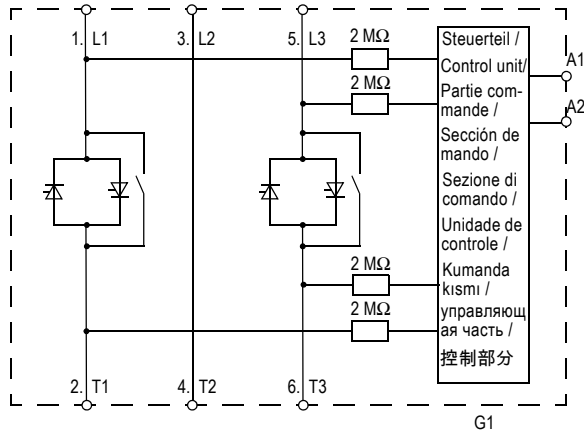 1. L1
3. L2
5. L3
2 MΩ
2 MΩ
2 MΩ
2 MΩ
Steuerteil /
Control unit/
Partie com-
mande /
Sección de
mando /
Sezione di
comando /
Unidade de
controle /
Kumanda
kısmı /
управляющ
ая часть /
控制部分
A1
A2
2. T1
4. T2
6. T3
G1